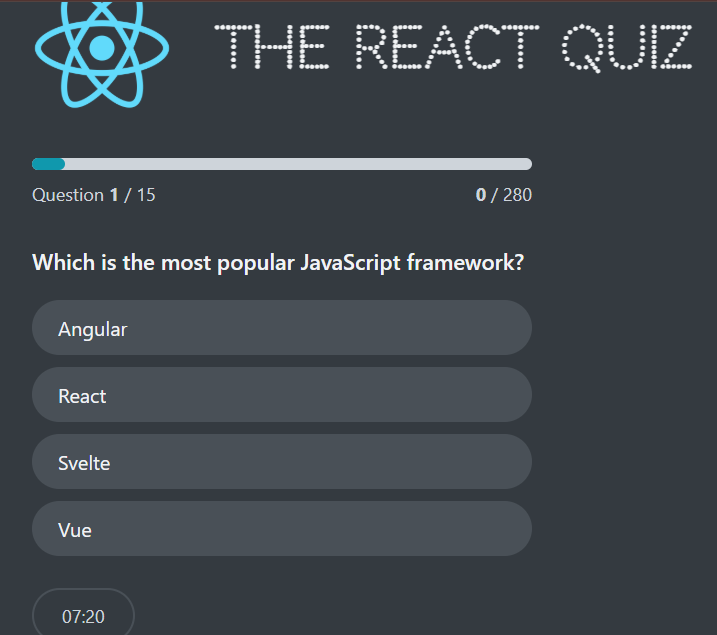 THE REACT QUIZ
Question 1 / 15
0 / 280
Which is the most popular JavaScript framework?
Angular
React
Svelte
Vue
07:20